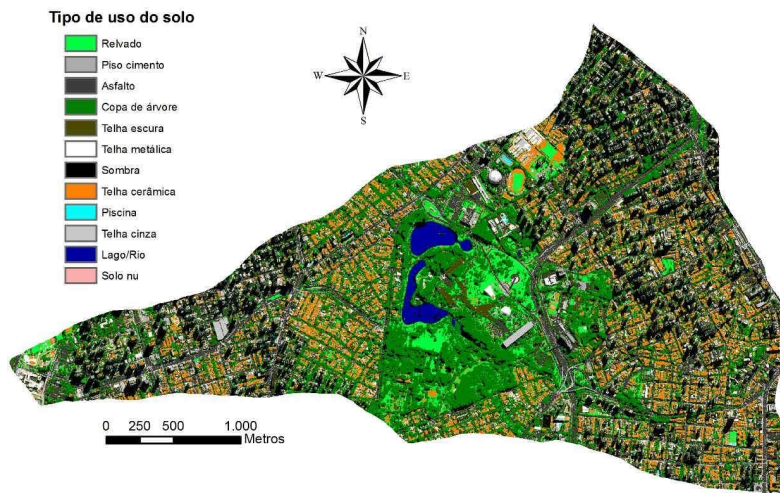 Tipo de uso do solo
Relvado
Piso cimento
Asfalto
Copa de árvore
Telha escura
Telha metálica
Sombra
Telha cerâmica
Piscina
Telha cinza
Lago/Rio
Solo nu
N
W E
S
0 250 500 1.000
Metros